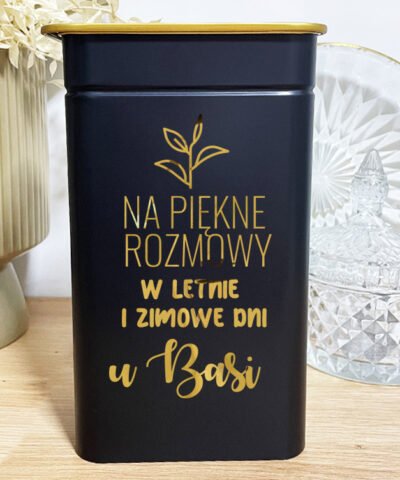 NA PIĘKNE
ROZMOWY
W LETNIE
I ZIMOWE DNI
u Basi